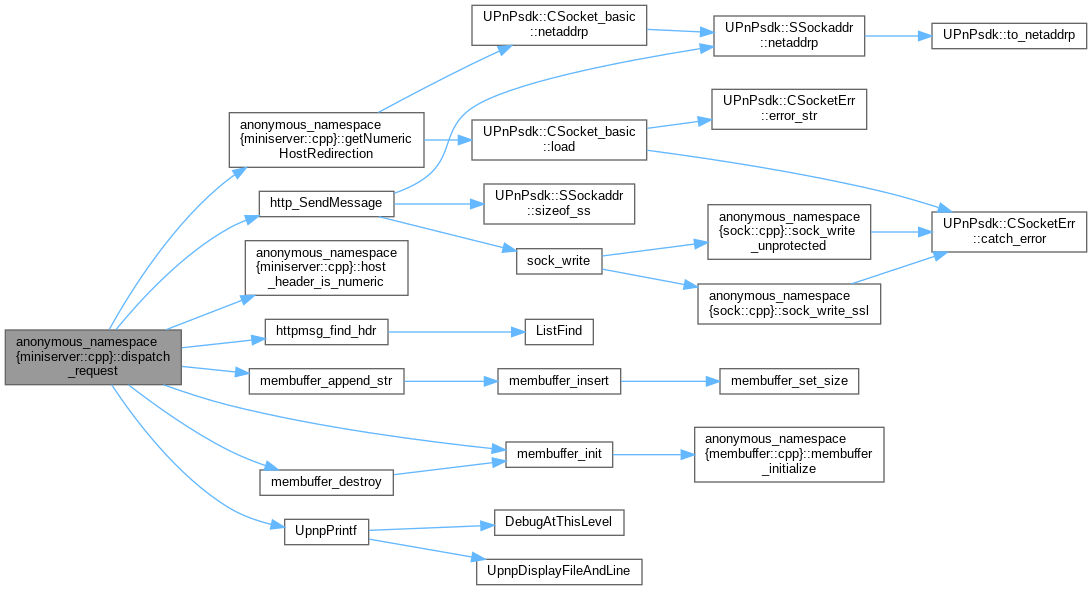 anonymous_namespace
{miniserver::cpp}::dispatch
_request
anonymous_namespace
{miniserver::cpp}::getNumeric
HostRedirection
http_SendMessage
anonymous_namespace
{miniserver::cpp}::host
_header_is_numeric
httpmsg_find_hdr
membuffer_append_str
membuffer_destroy
UpnpPrintf
UPnPsdk::CSocket_basic
::netaddrp
UPnPsdk::CSocket_basic
::load
UPnPsdk::SSockaddr
::sizeof_ss
sock_write
ListFind
membuffer_insert
membuffer_init
DebugAtThisLevel
UpnpDisplayFileAndLine
UPnPsdk::SSockaddr
::netaddrp
UPnPsdk::CSocketErr
::error_str
anonymous_namespace
{sock::cpp}::sock_write
_unprotected
anonymous_namespace
{sock::cpp}::sock_write_ssl
membuffer_set_size
anonymous_namespace
{membuffer::cpp}::membuffer
_initialize
UPnPsdk::to_netaddrp
UPnPsdk::CSocketErr
::catch_error